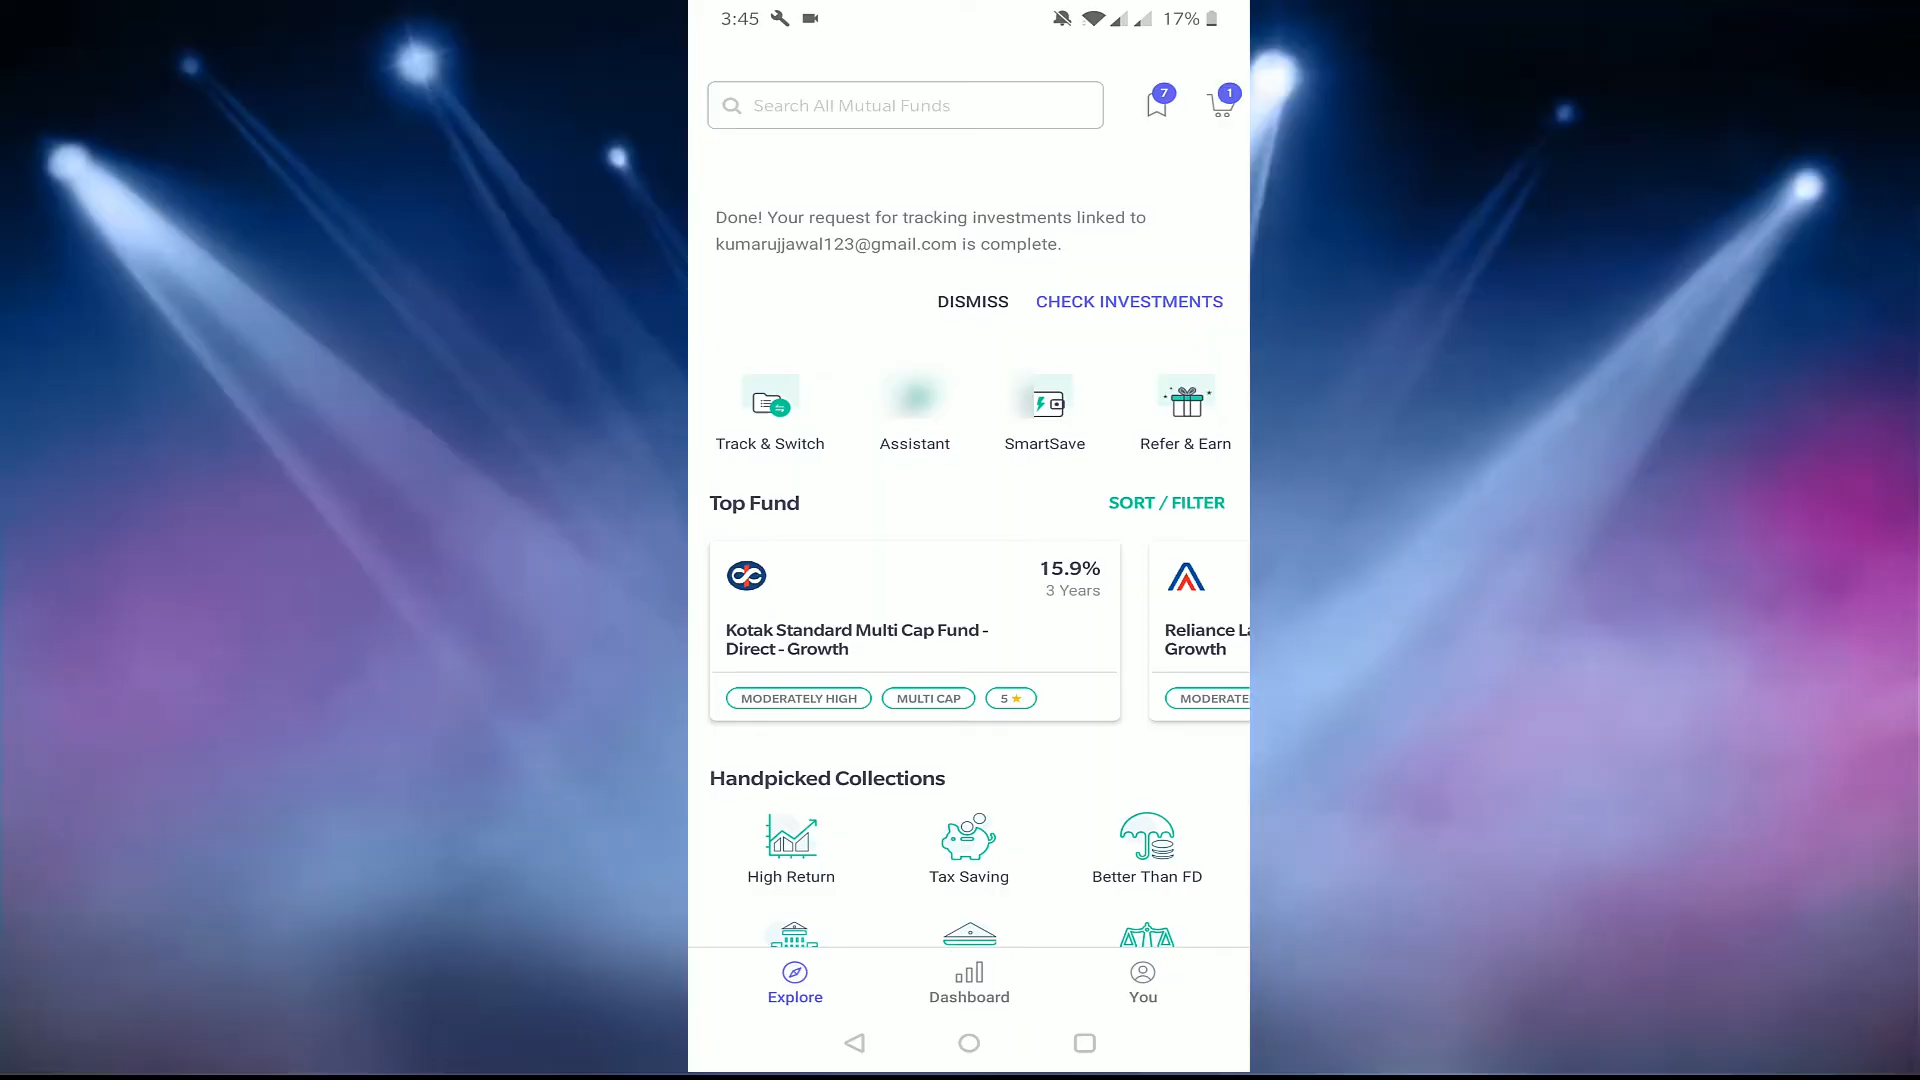 3:45
17%
Search All Mutual Funds
7
1
Done! Your request for tracking investments linked to
kumarujjawal123@gmail.com is complete.
DISMISS CHECK INVESTMENTS
Track & Switch
Assistant
SmartSave
Refer & Earn
Top Fund
SORT / FILTER
15.9%
3 Years
Kotak Standard Multi Cap Fund -
Direct - Growth
MODERATELY HIGH MULTI CAP 5★
Reliance La
Growth
MODERATE
Handpicked Collections
High Return
Tax Saving
Better Than FD
Explore
Dashboard
You